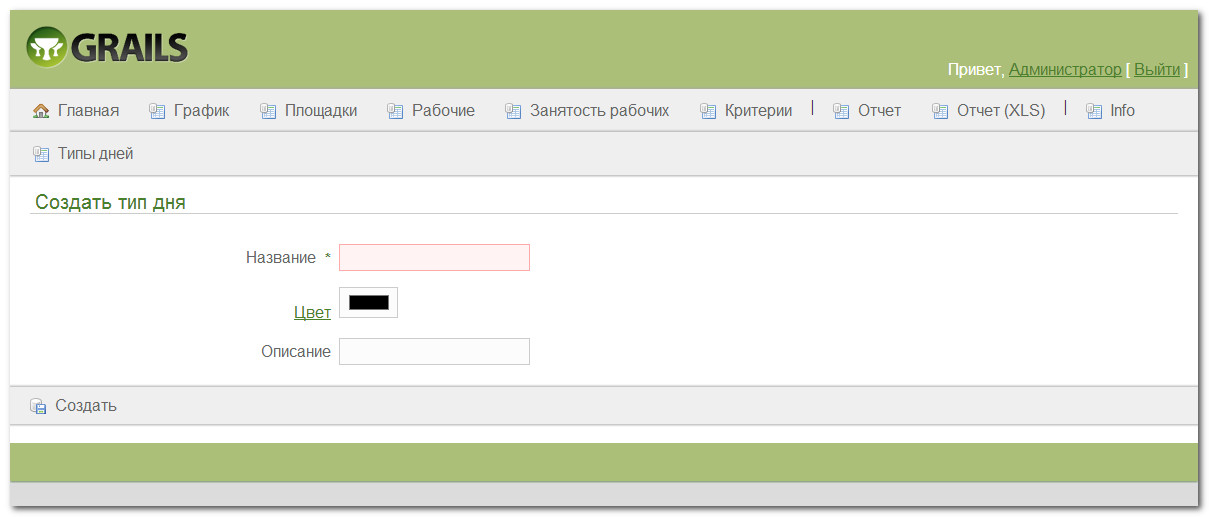 GRAILS
Привет, Администратор [ Выйти ]
Главная График Площадки Рабочие Занятость рабочих Критерии | Отчет Отчет (XLS) | Info
Типы дней
Создать тип дня
Название *
Цвет
Описание
Создать